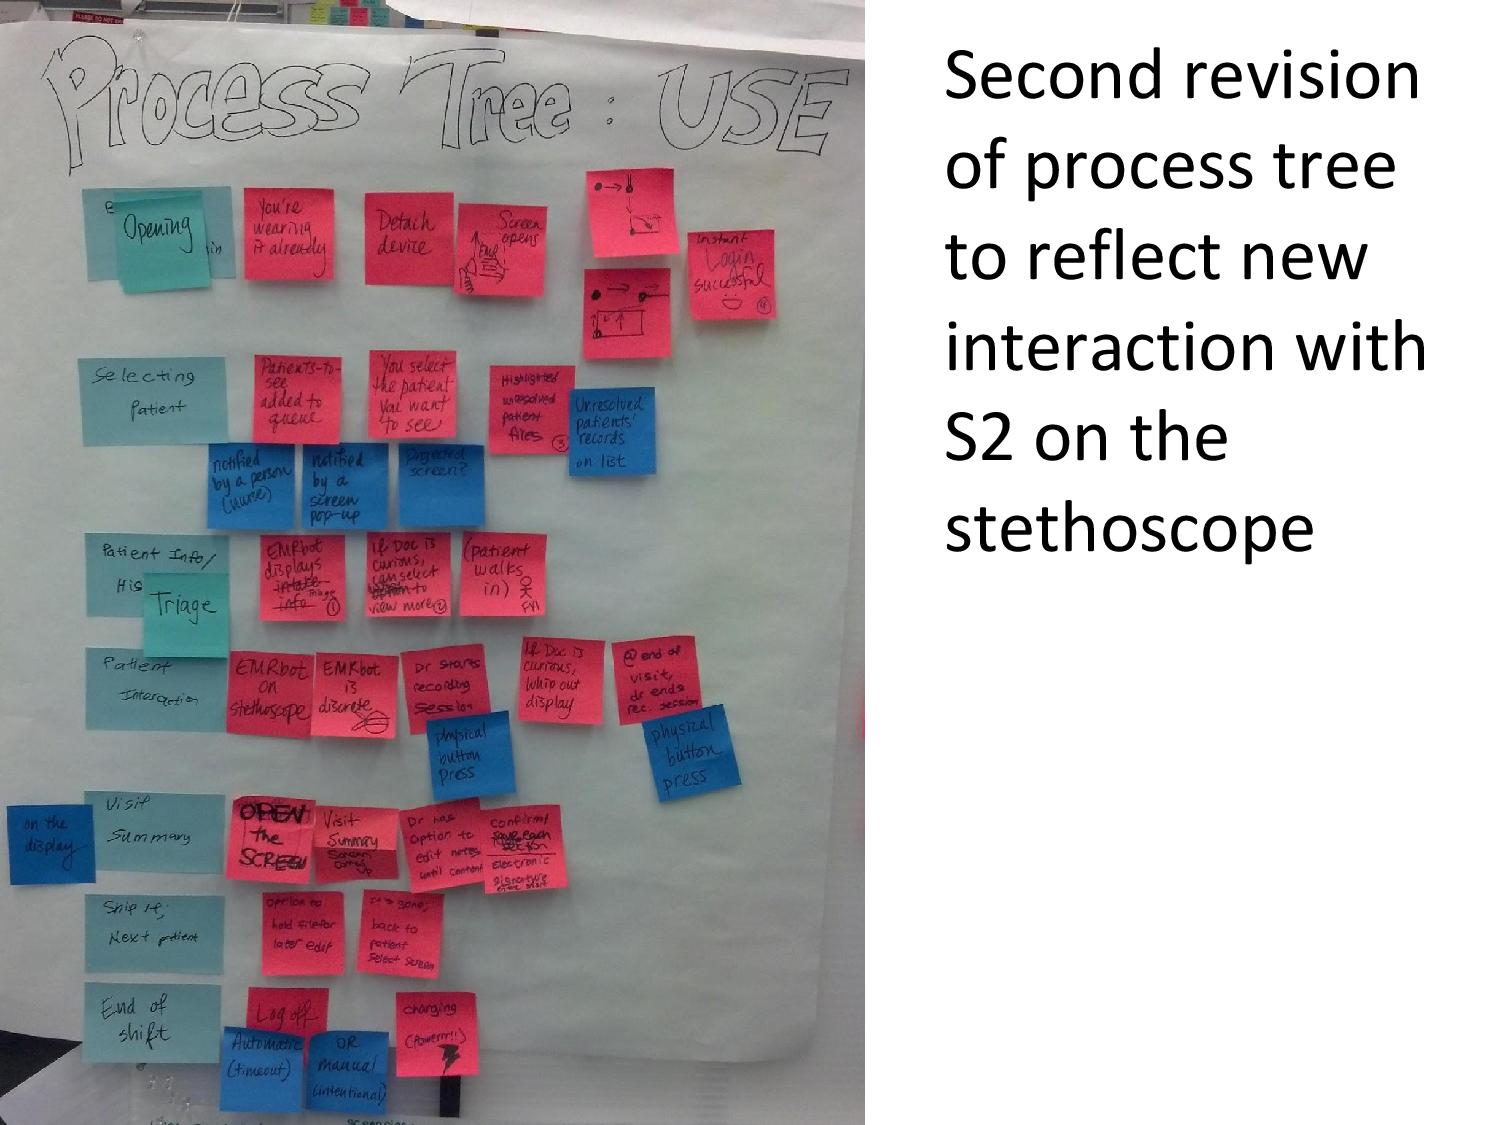 Process Tree : USE
Opening
You're
wearing
it already
Detach
device
Screen
opens
EMR
instant
Login
successful
4
Selecting
Patient
Patients-to-
see
added to
queue
You select
the patient
you want
to see
Highlighted
unresolved
patient
files
3
Unresolved
patients'
records
on list
notified
by a person
(nurse)
notified
by a
screen
pop-up
Projected
screen?
Patient Info/
His
Triage
EMRbot
displays
intake
info Triage
1
if Doc is
curious,
can select
option to
view more
2
(patient
walks
in)
Patient
Interaction
EMRbot
on
stethoscope
EMRbot
is
discrete
Dr starts
recording
session
physical
button
press
If Doc is
curious,
whip out
display
@ end of
visit,
dr ends
rec. session
physical
button
press
on the
display
Visit
Summary
OPEN
the
SCREEN
Visit
Summary
Dr has
option to
edit notes
until content
confirm/
save each
section
electronic
signature
Ship it,
Next patient
option to
hold file for
later edit
It's gone,
back to
patient
select screen
End of
shift
Log off
Automatic
(timeout)
OR
manual
(intentional)
charging
(Powerrr!!)
Second revision
of process tree
to reflect new
interaction with
S2 on the
stethoscope